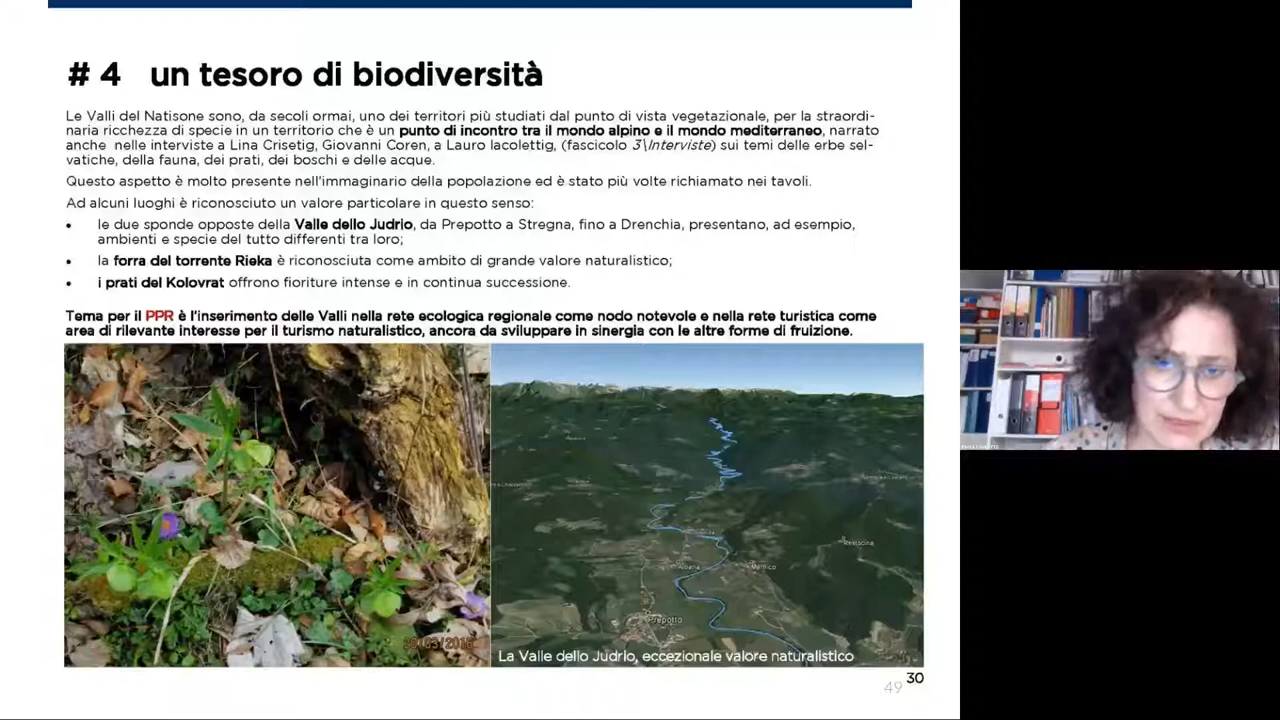 # 4 un tesoro di biodiversità
Le Valli del Natisone sono, da secoli ormai, uno dei territori più studiati dal punto di vista vegetazionale, per la straordi-
naria ricchezza di specie in un territorio che è un punto di incontro tra il mondo alpino e il mondo mediterraneo, narrato
anche nelle interviste a Lina Crisetig, Giovanni Coren, a Lauro Iacolettig, (fascicolo 3\Interviste) sui temi delle erbe sel-
vatiche, della fauna, dei prati, dei boschi e delle acque.
Questo aspetto è molto presente nell'immaginario della popolazione ed è stato più volte richiamato nei tavoli.
Ad alcuni luoghi è riconosciuto un valore particolare in questo senso:
• le due sponde opposte della Valle dello Judrio, da Prepotto a Stregna, fino a Drenchia, presentano, ad esempio,
ambienti e specie del tutto differenti tra loro;
• la forra del torrente Rieka è riconosciuta come ambito di grande valore naturalistico;
• i prati del Kolovrat offrono fioriture intense e in continua successione.
Tema per il PPR è l'inserimento delle Valli nella rete ecologica regionale come nodo notevole e nella rete turistica come
area di rilevante interesse per il turismo naturalistico, ancora da sviluppare in sinergia con le altre forme di fruizione.
Albana
Prepotto
La Valle dello Judrio, eccezionale valore naturalistico
49 30